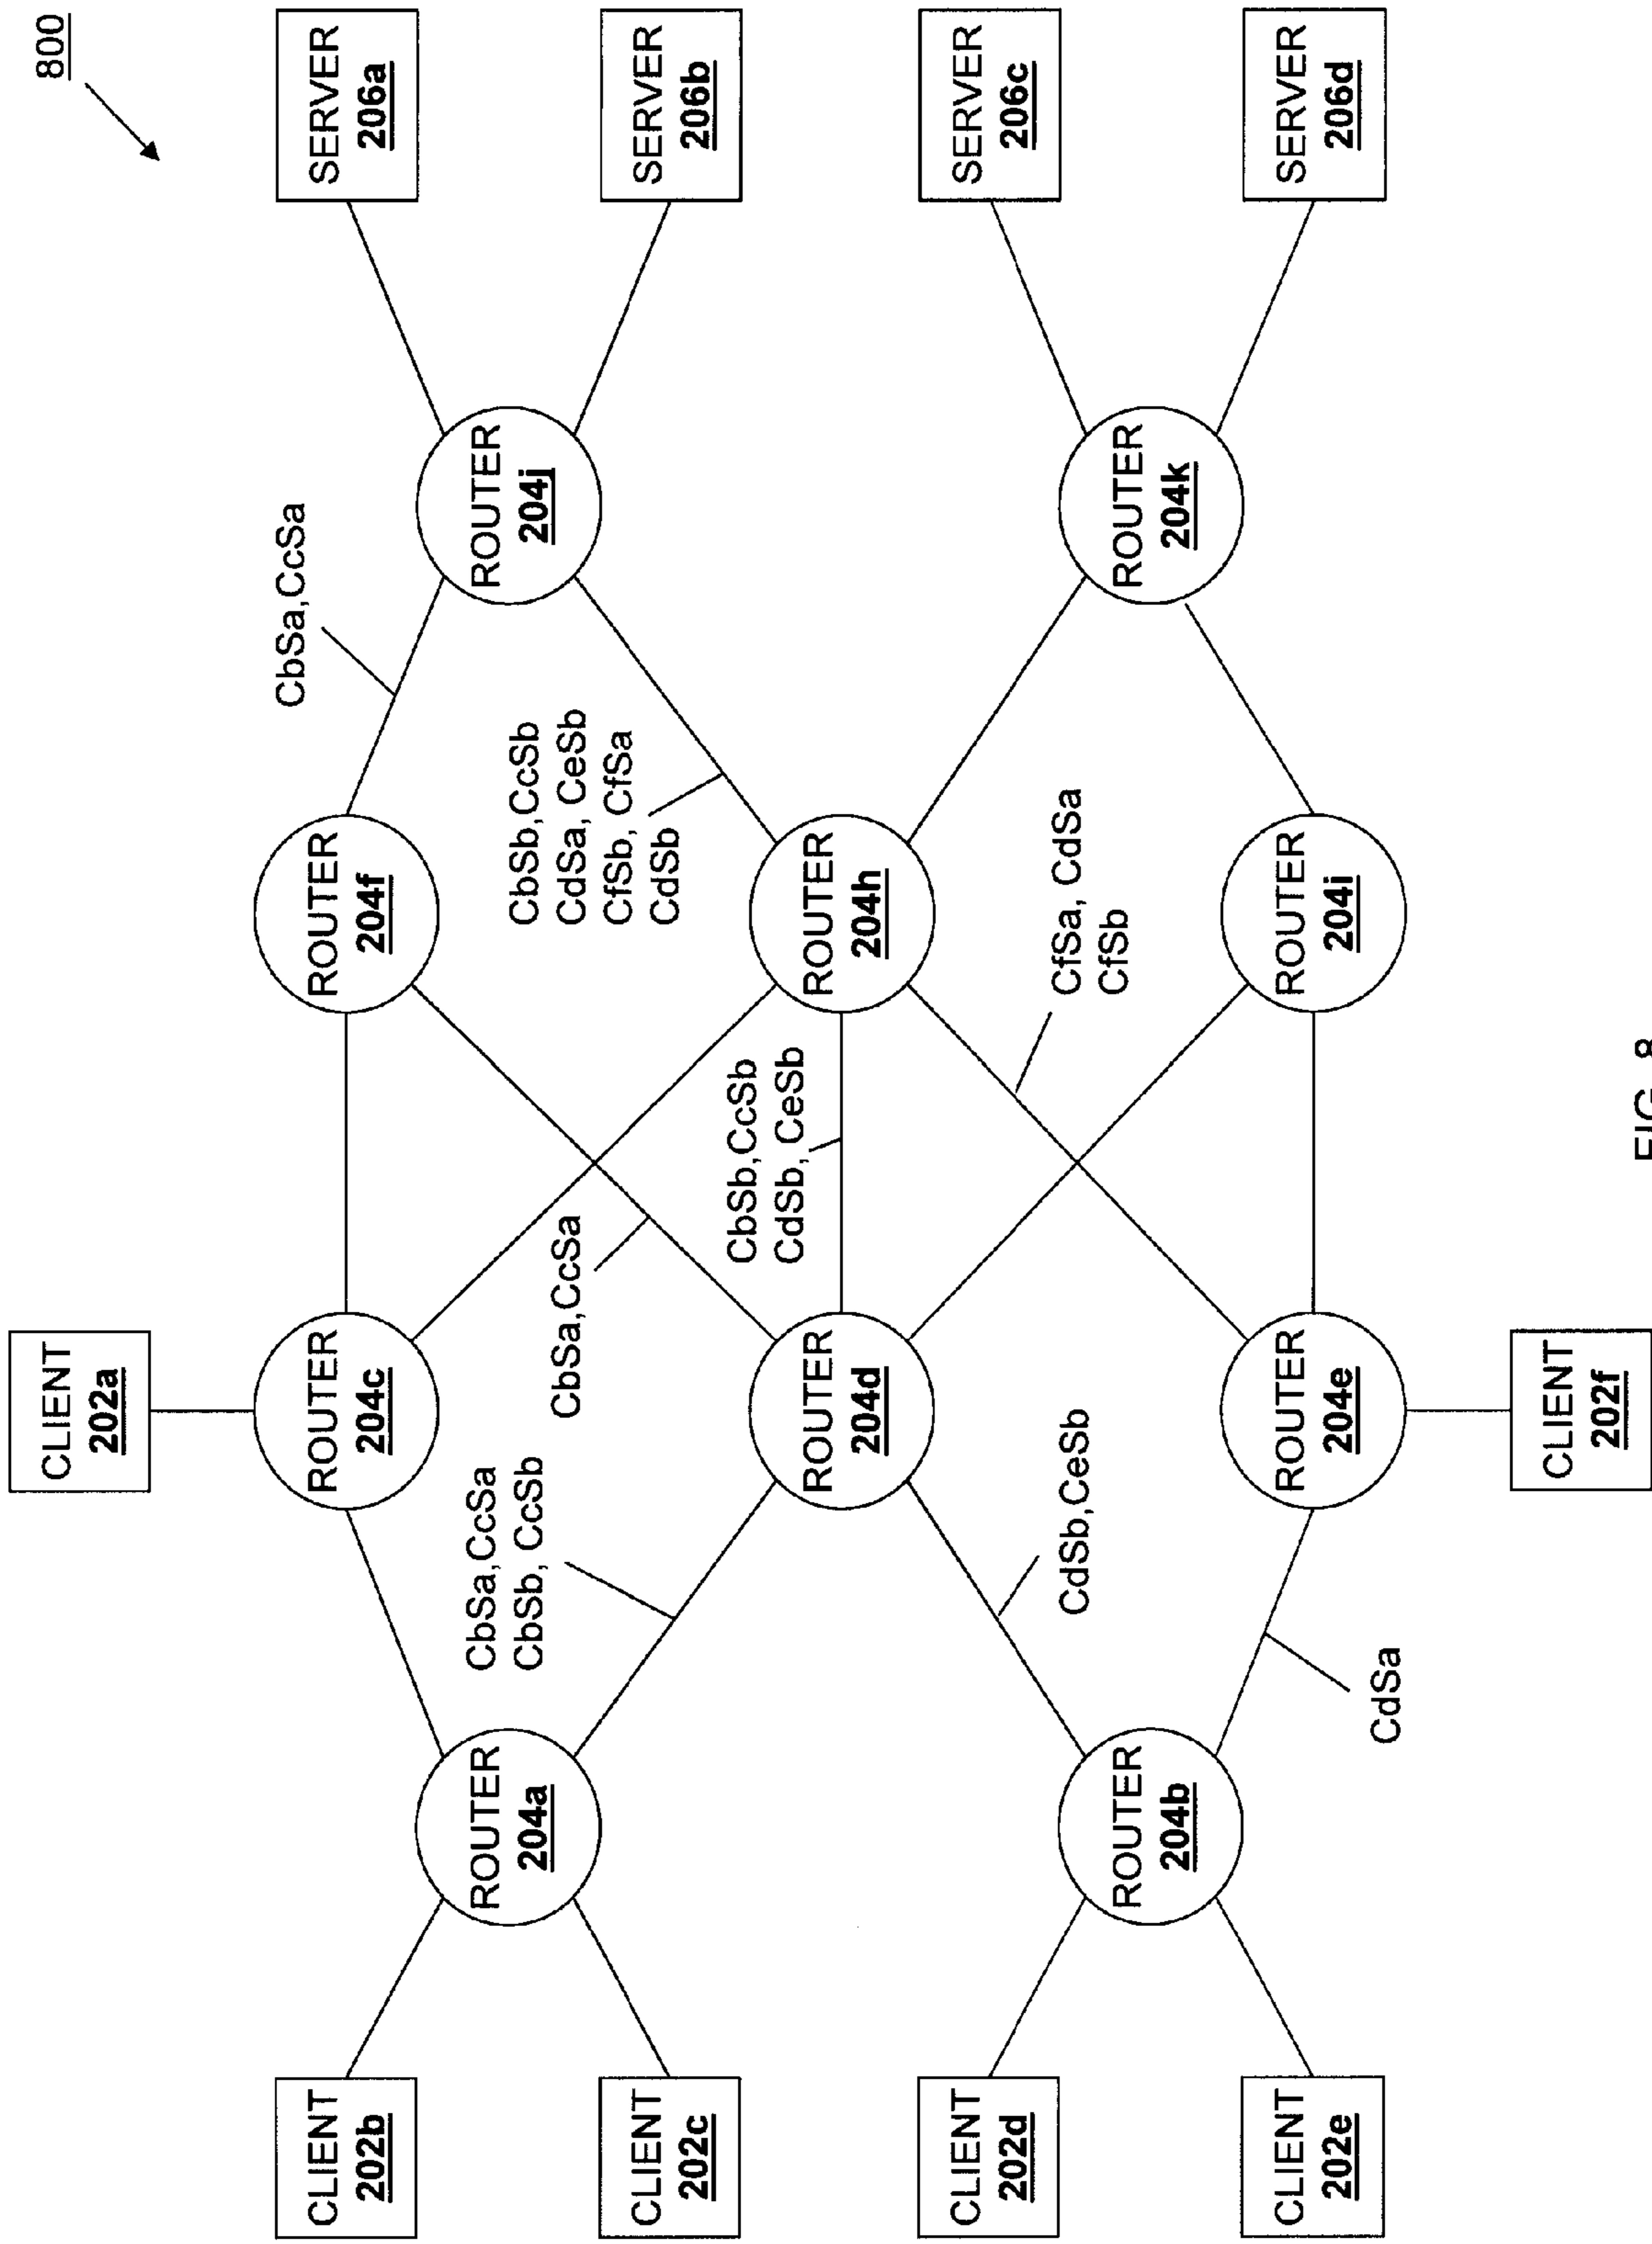 800
CLIENT
202a
CLIENT
202b
CLIENT
202c
CLIENT
202d
CLIENT
202e
CLIENT
202f
ROUTER
204a
ROUTER
204b
ROUTER
204c
ROUTER
204d
ROUTER
204e
ROUTER
204f
ROUTER
204h
ROUTER
204i
ROUTER
204j
ROUTER
204k
SERVER
206a
SERVER
206b
SERVER
206c
SERVER
206d
CbSa,CcSa
CbSb, CcSb
CdSb,CeSb
CdSa
CbSa,CcSa
CbSb,CcSb
CdSb, CeSb
CfSa, CdSa
CfSb
CbSb,CcSb
CdSa, CeSb
CfSb, CfSa
CdSb
CbSa,CcSa
FIG. 8